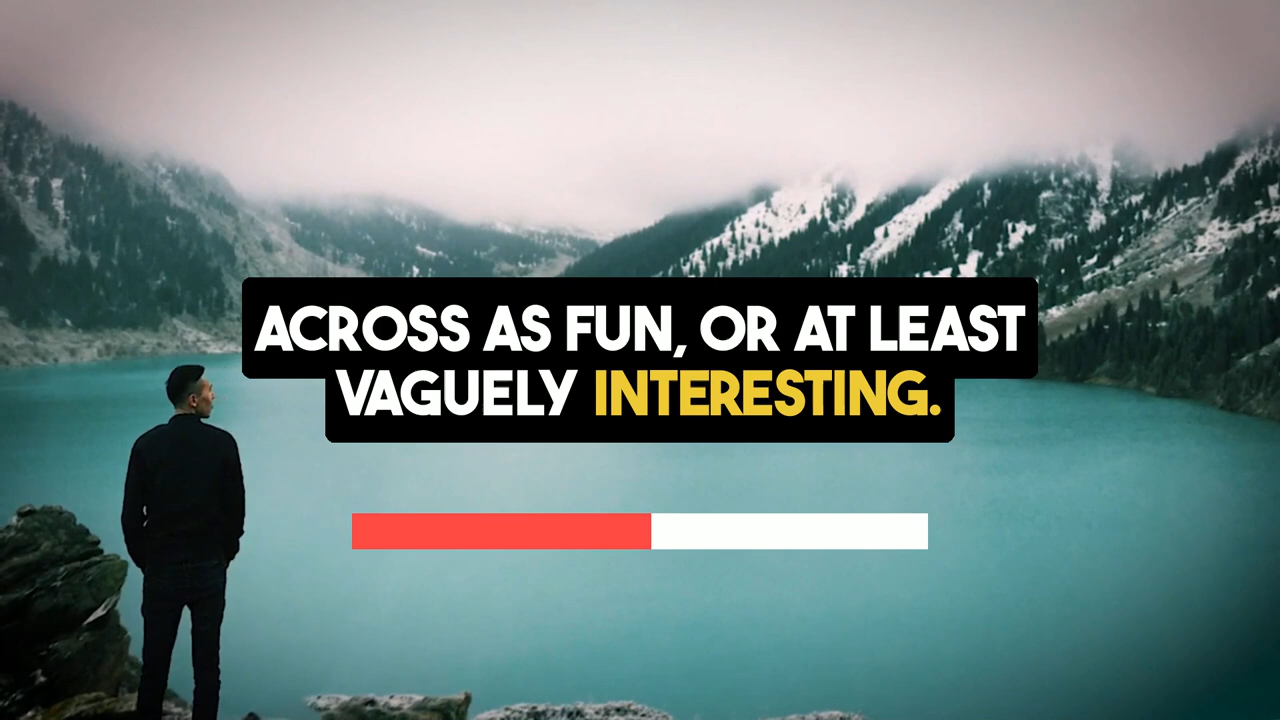 ACROSS AS FUN, OR AT LEAST
VAGUELY INTERESTING.